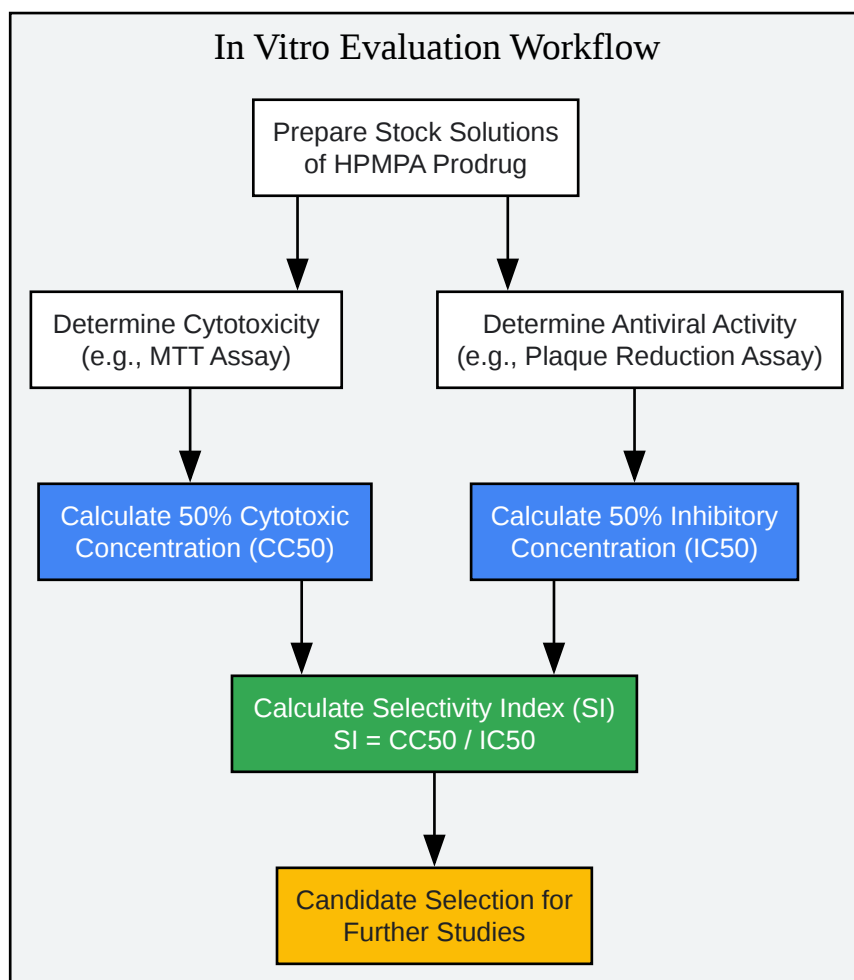 In Vitro Evaluation Workflow
Prepare Stock Solutions
of HPMPA Prodrug
Determine Cytotoxicity
(e.g., MTT Assay)
Determine Antiviral Activity
(e.g., Plaque Reduction Assay)
Calculate 50% Cytotoxic
Concentration (CC50)
Calculate 50% Inhibitory
Concentration (IC50)
Calculate Selectivity Index (SI)
SI = CC50 / IC50
Candidate Selection for
Further Studies